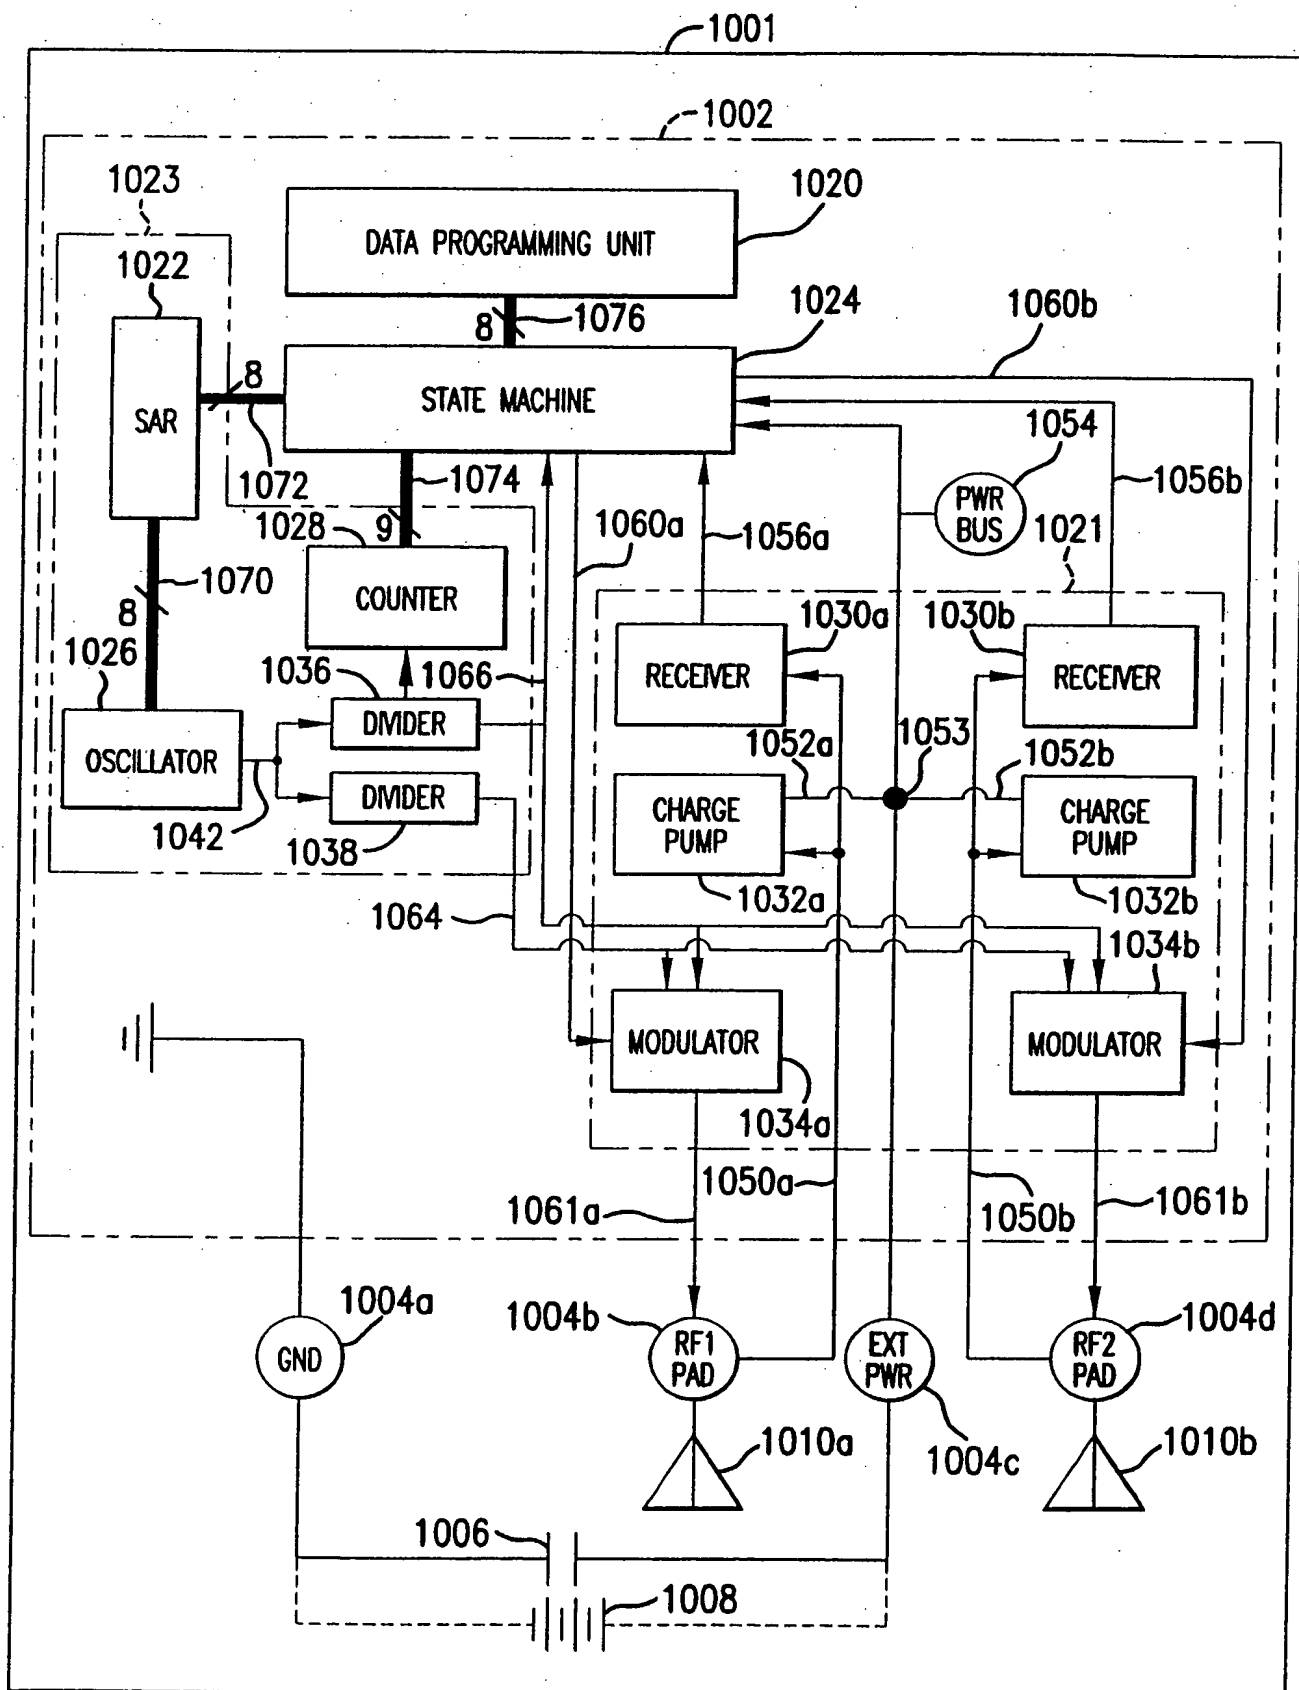 1001
1002
1023
1020
DATA PROGRAMMING UNIT
1022
8
1076
1024
1060b
8
STATE MACHINE
SAR
1054
1072
1074
1056b
PWR
BUS
1028
9
1060a
1056a
1021
1070
8
COUNTER
1030a
1030b
1026
1036
1066
RECEIVER
RECEIVER
DIVIDER
1052a
1053
1052b
OSCILLATOR
DIVIDER
CHARGE
PUMP
CHARGE
PUMP
1042
1038
1032a
1032b
1064
1034b
MODULATOR
MODULATOR
1034a
1050a
1061a
1050b
1061b
1004a
1004b
1004d
GND
RF1
PAD
EXT
PWR
RF2
PAD
1010a
1004c
1010b
1006
1008